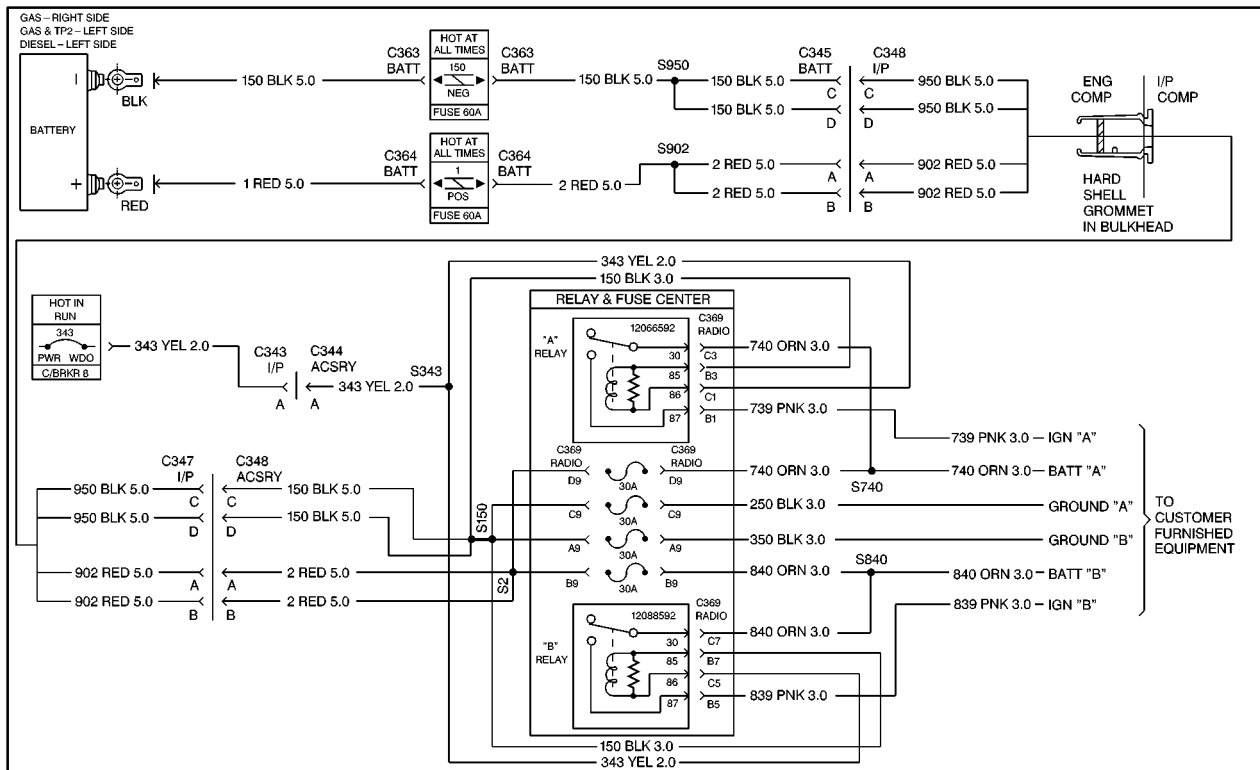 GAS – RIGHT SIDE
GAS & TP2 – LEFT SIDE
DIESEL – LEFT SIDE
BATTERY
–
+
BLK
RED
150 BLK 5.0
1 RED 5.0
C363
BATT
C364
BATT
HOT AT
ALL TIMES
150
NEG
FUSE 60A
HOT AT
ALL TIMES
1
POS
FUSE 60A
C363
BATT
C364
BATT
150 BLK 5.0
2 RED 5.0
S950
S902
150 BLK 5.0
150 BLK 5.0
2 RED 5.0
2 RED 5.0
C345
BATT
C
D
A
B
C348
I/P
C
D
A
B
950 BLK 5.0
950 BLK 5.0
902 RED 5.0
902 RED 5.0
ENG
COMP
I/P
COMP
HARD
SHELL
GROMMET
IN BULKHEAD
343 YEL 2.0
150 BLK 3.0
HOT IN
RUN
343
PWR WDO
C/BRKR 8
343 YEL 2.0
C343
I/P
A
C344
ACSRY
A
343 YEL 2.0
S343
RELAY & FUSE CENTER
"A"
RELAY
12066592
30
85
86
87
C369
RADIO
C3
B3
C1
B1
740 ORN 3.0
739 PNK 3.0
739 PNK 3.0
IGN "A"
C347
I/P
C
D
A
B
C348
ACSRY
C
D
A
B
950 BLK 5.0
950 BLK 5.0
902 RED 5.0
902 RED 5.0
150 BLK 5.0
150 BLK 5.0
2 RED 5.0
2 RED 5.0
S150
S2
C369
RADIO
D9
C9
A9
B9
30A
30A
30A
30A
C369
RADIO
D9
C9
A9
B9
740 ORN 3.0
S740
740 ORN 3.0
BATT "A"
250 BLK 3.0
GROUND "A"
350 BLK 3.0
GROUND "B"
840 ORN 3.0
S840
840 ORN 3.0
BATT "B"
839 PNK 3.0
IGN "B"
TO
CUSTOMER
FURNISHED
EQUIPMENT
"B"
RELAY
12088592
30
85
86
87
C369
RADIO
C7
B7
C5
B5
840 ORN 3.0
839 PNK 3.0
150 BLK 3.0
343 YEL 2.0